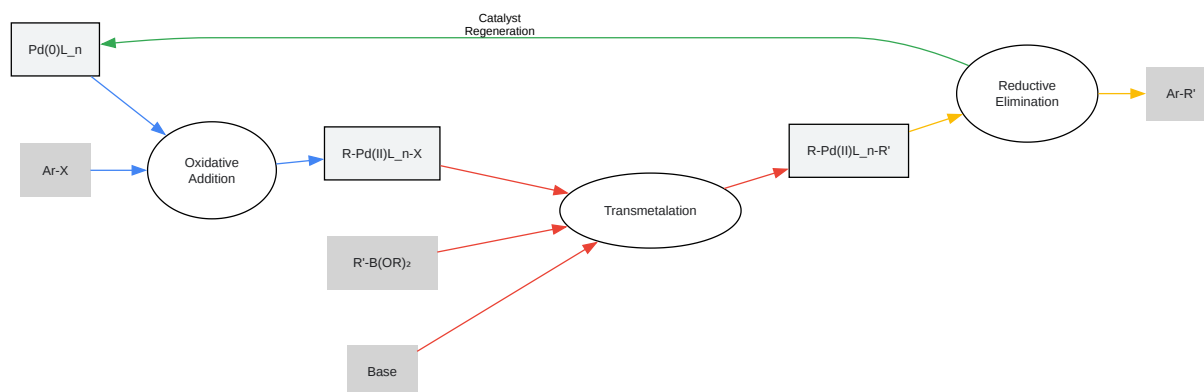 Catalyst
Regeneration
Pd(0)L_n
Reductive
Elimination
Ar-R'
Ar-X
Oxidative
Addition
R-Pd(II)L_n-X
R-Pd(II)L_n-R'
Transmetalation
R'-B(OR)₂
Base